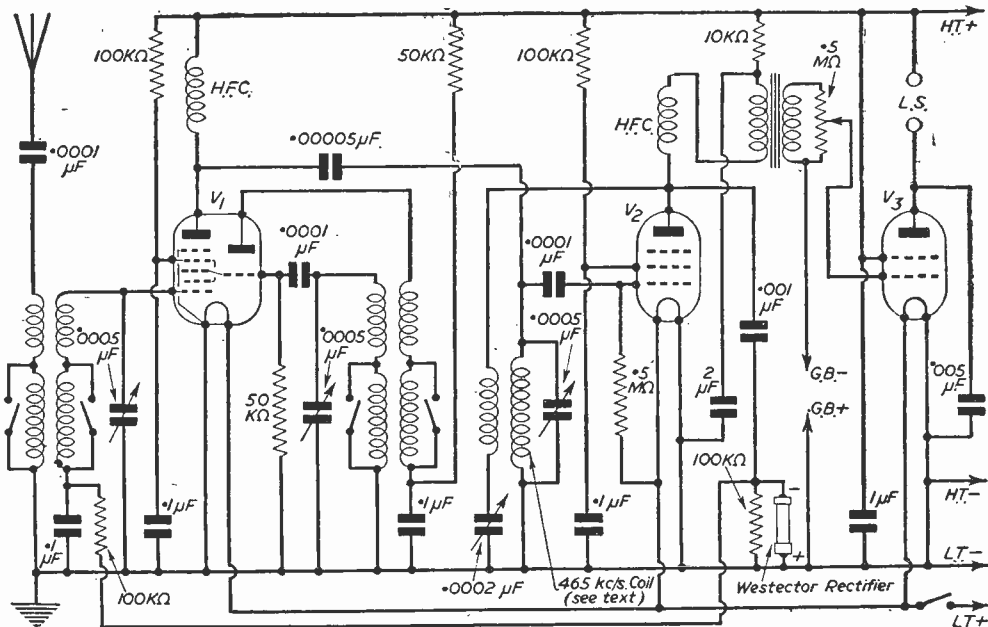 HT+
100KΩ
H.F.C.
50KΩ
100KΩ
10KΩ
·5
MΩ
L.S.
·0001
µF
·00005µF
H.F.C.
V1
V2
V3
·0001
µF
·0001
µF
·001
µF
·0005
µF
·0005
µF
·0005
µF
50
KΩ
·5
MΩ
2
µF
G.B.-
G.B.+
·005
µF
100KΩ
HT-
·1
µF
·1µF
·1µF
·1µF
1µF
-
+
LT-
100KΩ
·0002 µF
465 kc/s. Coil
(see text)
Westector Rectifier
LT+